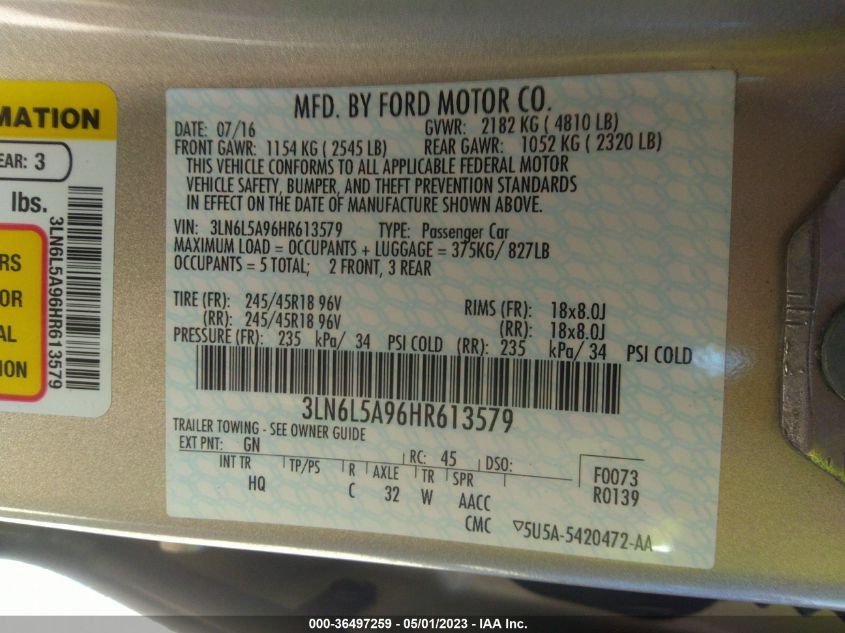 MATION
EAR: 3
lbs.
3LN6L5A96HR613579
RS
OR
AL
ION
MFD. BY FORD MOTOR CO.
DATE: 07/16 GVWR: 2182 KG ( 4810 LB)
FRONT GAWR: 1154 KG ( 2545 LB) REAR GAWR: 1052 KG ( 2320 LB)
THIS VEHICLE CONFORMS TO ALL APPLICABLE FEDERAL MOTOR
VEHICLE SAFETY, BUMPER, AND THEFT PREVENTION STANDARDS
IN EFFECT ON THE DATE OF MANUFACTURE SHOWN ABOVE.
VIN: 3LN6L5A96HR613579 TYPE: Passenger Car
MAXIMUM LOAD = OCCUPANTS + LUGGAGE = 375KG/ 827LB
OCCUPANTS = 5 TOTAL; 2 FRONT, 3 REAR
TIRE (FR): 245/45R18 96V RIMS (FR): 18x8.0J
(RR): 245/45R18 96V (RR): 18x8.0J
PRESSURE (FR): 235 kPa/ 34 PSI COLD (RR): 235 kPa/ 34 PSI COLD
3LN6L5A96HR613579
TRAILER TOWING - SEE OWNER GUIDE
EXT PNT: GN RC: 45 DSO: F0073
INT TR TP/PS R AXLE TR SPR R0139
HQ C 32 W AACC
CMC ▽5U5A-5420472-AA
000-36497259 - 05/01/2023 - IAA Inc.